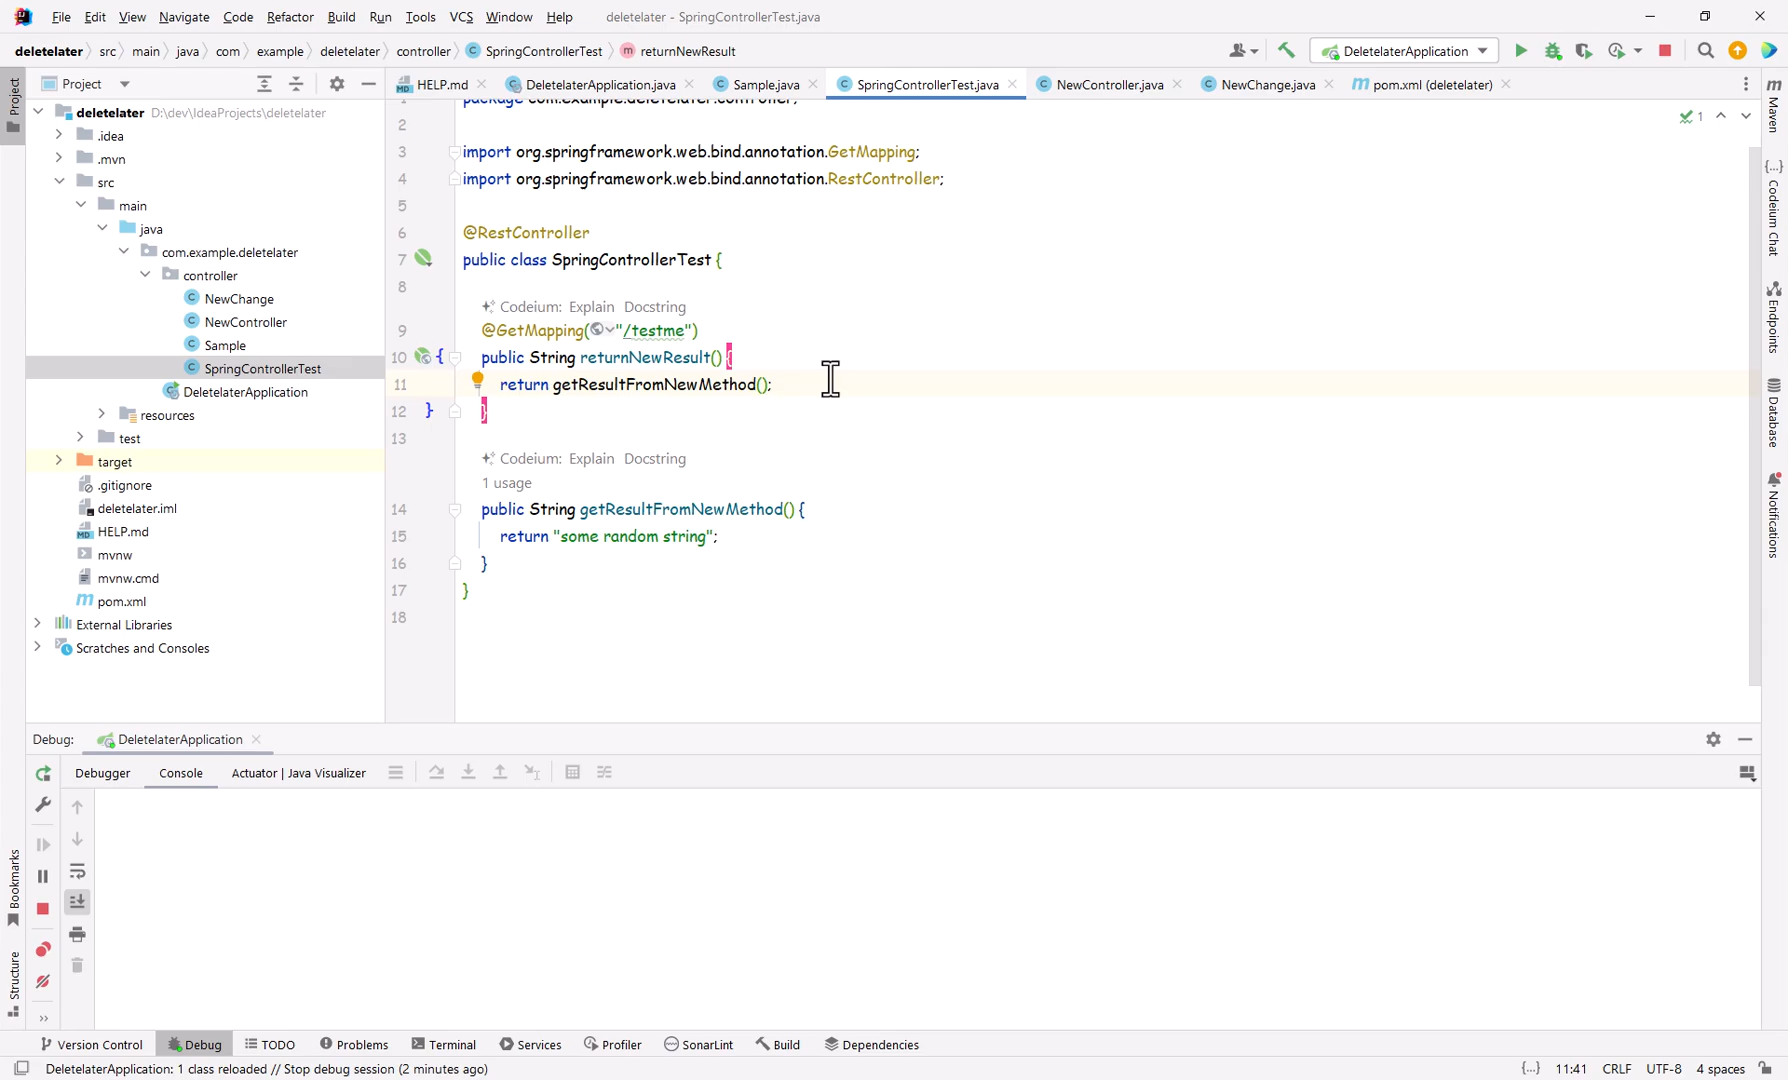 File Edit View Navigate Code Refactor Build Run Tools VCS Window Help deletelater - SpringControllerTest.java
deletelater src main java com example deletelater controller SpringControllerTest m returnNewResult DeletelaterApplication
Project
HELP.md DeletelaterApplication.java Sample.java SpringControllerTest.java NewController.java NewChange.java pom.xml (deletelater)
deletelater D:\dev\IdeaProjects\deletelater
.idea
.mvn
src
main
java
com.example.deletelater
controller
NewChange
NewController
Sample
SpringControllerTest
DeletelaterApplication
resources
test
target
.gitignore
deletelater.iml
HELP.md
mvnw
mvnw.cmd
pom.xml
External Libraries
Scratches and Consoles
1 package com.example.deletelater.controller;
2
3 import org.springframework.web.bind.annotation.GetMapping;
4 import org.springframework.web.bind.annotation.RestController;
5
6 @RestController
7 public class SpringControllerTest {
8
Codeium: Explain Docstring
9 @GetMapping("/testme")
10 public String returnNewResult() {
11 return getResultFromNewMethod();
12 }
13
Codeium: Explain Docstring
1 usage
14 public String getResultFromNewMethod() {
15 return "some random string";
16 }
17 }
18
1
Project
Bookmarks
Structure
Maven
Codeium Chat
Endpoints
Database
Notifications
Debug: DeletelaterApplication
Debugger Console Actuator | Java Visualizer
Version Control Debug TODO Problems Terminal Services Profiler SonarLint Build Dependencies
DeletelaterApplication: 1 class reloaded // Stop debug session (2 minutes ago) {...} 11:41 CRLF UTF-8 4 spaces